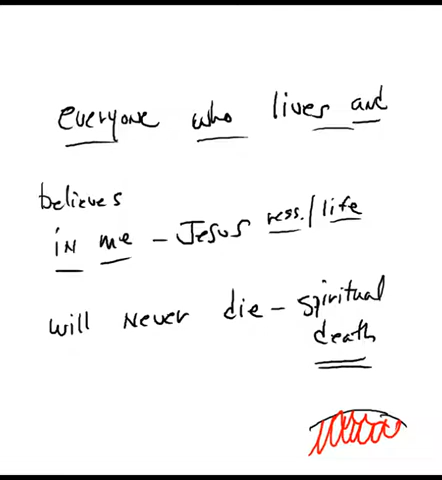 everyone who lives and
believes
in me - Jesus ress. / life
will never die - spiritual
death